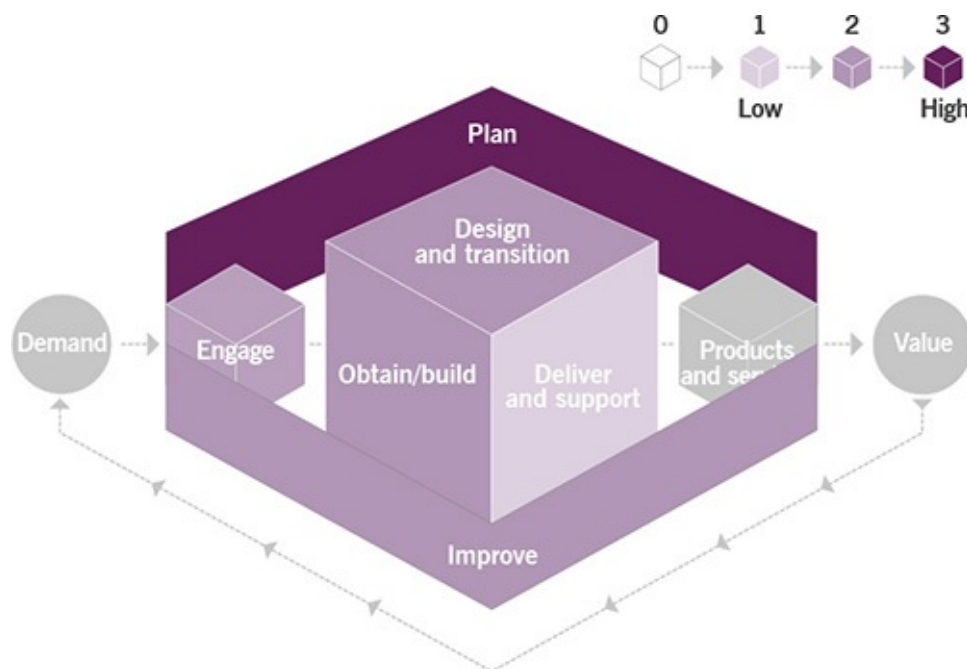 0 1 2 3
Low High
Plan
Design
and transition
Demand
Engage
Obtain/build
Deliver
and support
Products
and
Value
Improve